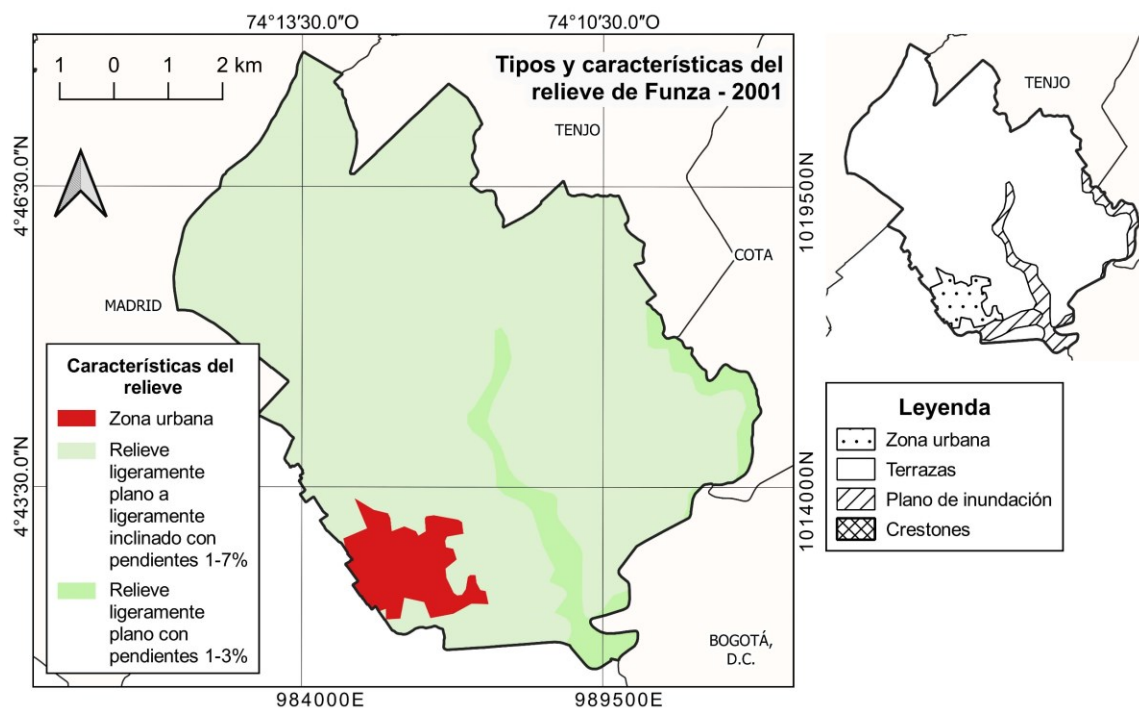 74°13′30.0″O
74°10′30.0″O
1 0 1 2 km
Tipos y características del
relieve de Funza - 2001
TENJO
COTA
MADRID
BOGOTÁ,
D.C.
4°46′30.0″N
4°43′30.0″N
1019500N
1014000N
984000E
989500E
Características del
relieve
Zona urbana
Relieve
ligeramente
plano a
ligeramente
inclinado con
pendientes 1-7%
Relieve
ligeramente
plano con
pendientes 1-3%
TENJO
Leyenda
Zona urbana
Terrazas
Plano de inundación
Crestones